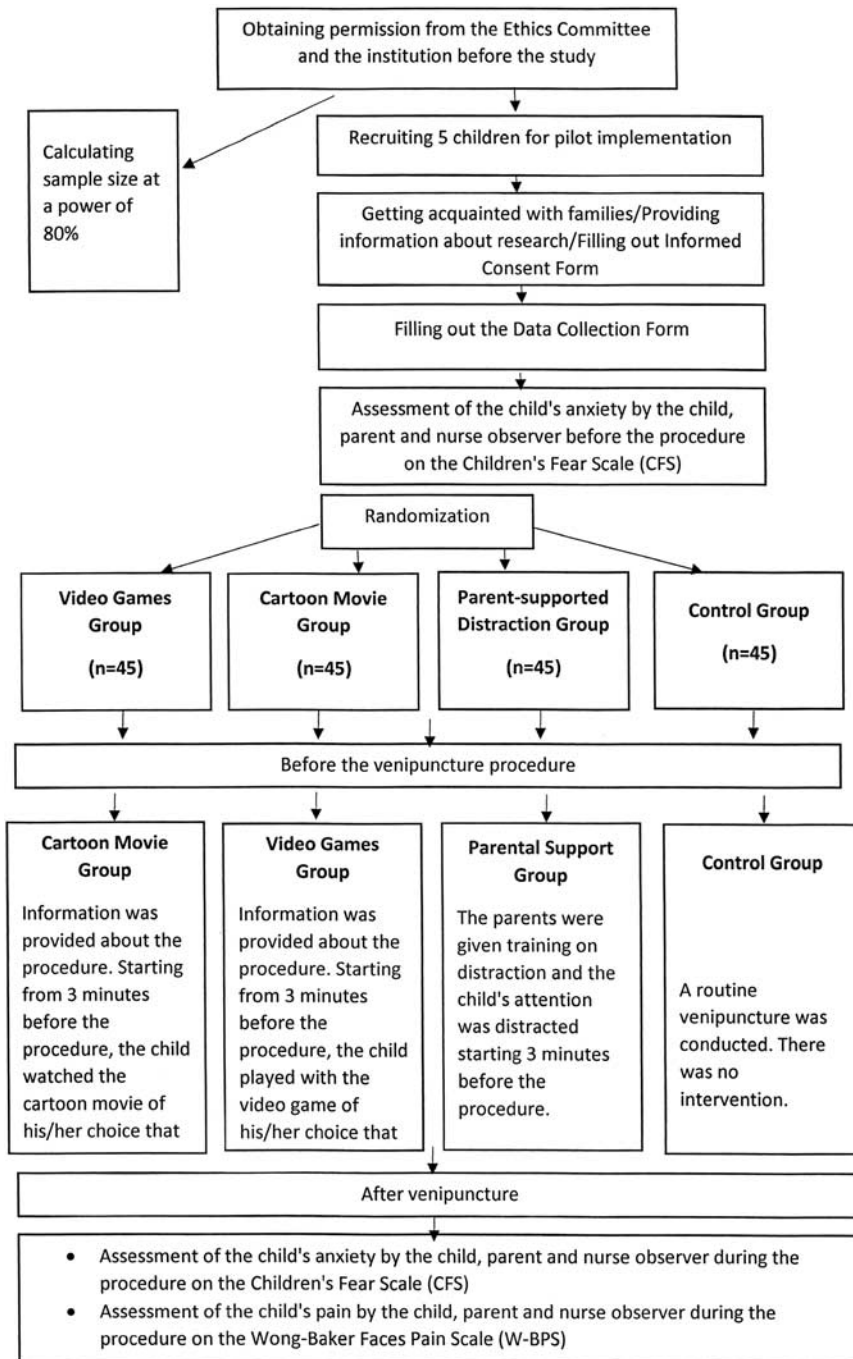 Obtaining permission from the Ethics Committee
and the institution before the study
Calculating
sample size at
a power of
80%
Recruiting 5 children for pilot implementation
Getting acquainted with families/Providing
information about research/Filling out Informed
Consent Form
Filling out the Data Collection Form
Assessment of the child's anxiety by the child,
parent and nurse observer before the procedure
on the Children's Fear Scale (CFS)
Randomization
Video Games
Group
(n=45)
Cartoon Movie
Group
(n=45)
Parent-supported
Distraction Group
(n=45)
Control Group
(n=45)
Before the venipuncture procedure
Cartoon Movie
Group
Information was
provided about the
procedure. Starting
from 3 minutes
before the
procedure, the child
watched the
cartoon movie of
his/her choice that
Video Games
Group
Information was
provided about the
procedure. Starting
from 3 minutes
before the
procedure, the child
played with the
video game of
his/her choice that
Parental Support
Group
The parents were
given training on
distraction and the
child's attention
was distracted
starting 3 minutes
before the
procedure.
Control Group
A routine
venipuncture was
conducted. There
was no
intervention.
After venipuncture
• Assessment of the child's anxiety by the child, parent and nurse observer during the
procedure on the Children's Fear Scale (CFS)
• Assessment of the child's pain by the child, parent and nurse observer during the
procedure on the Wong-Baker Faces Pain Scale (W-BPS)